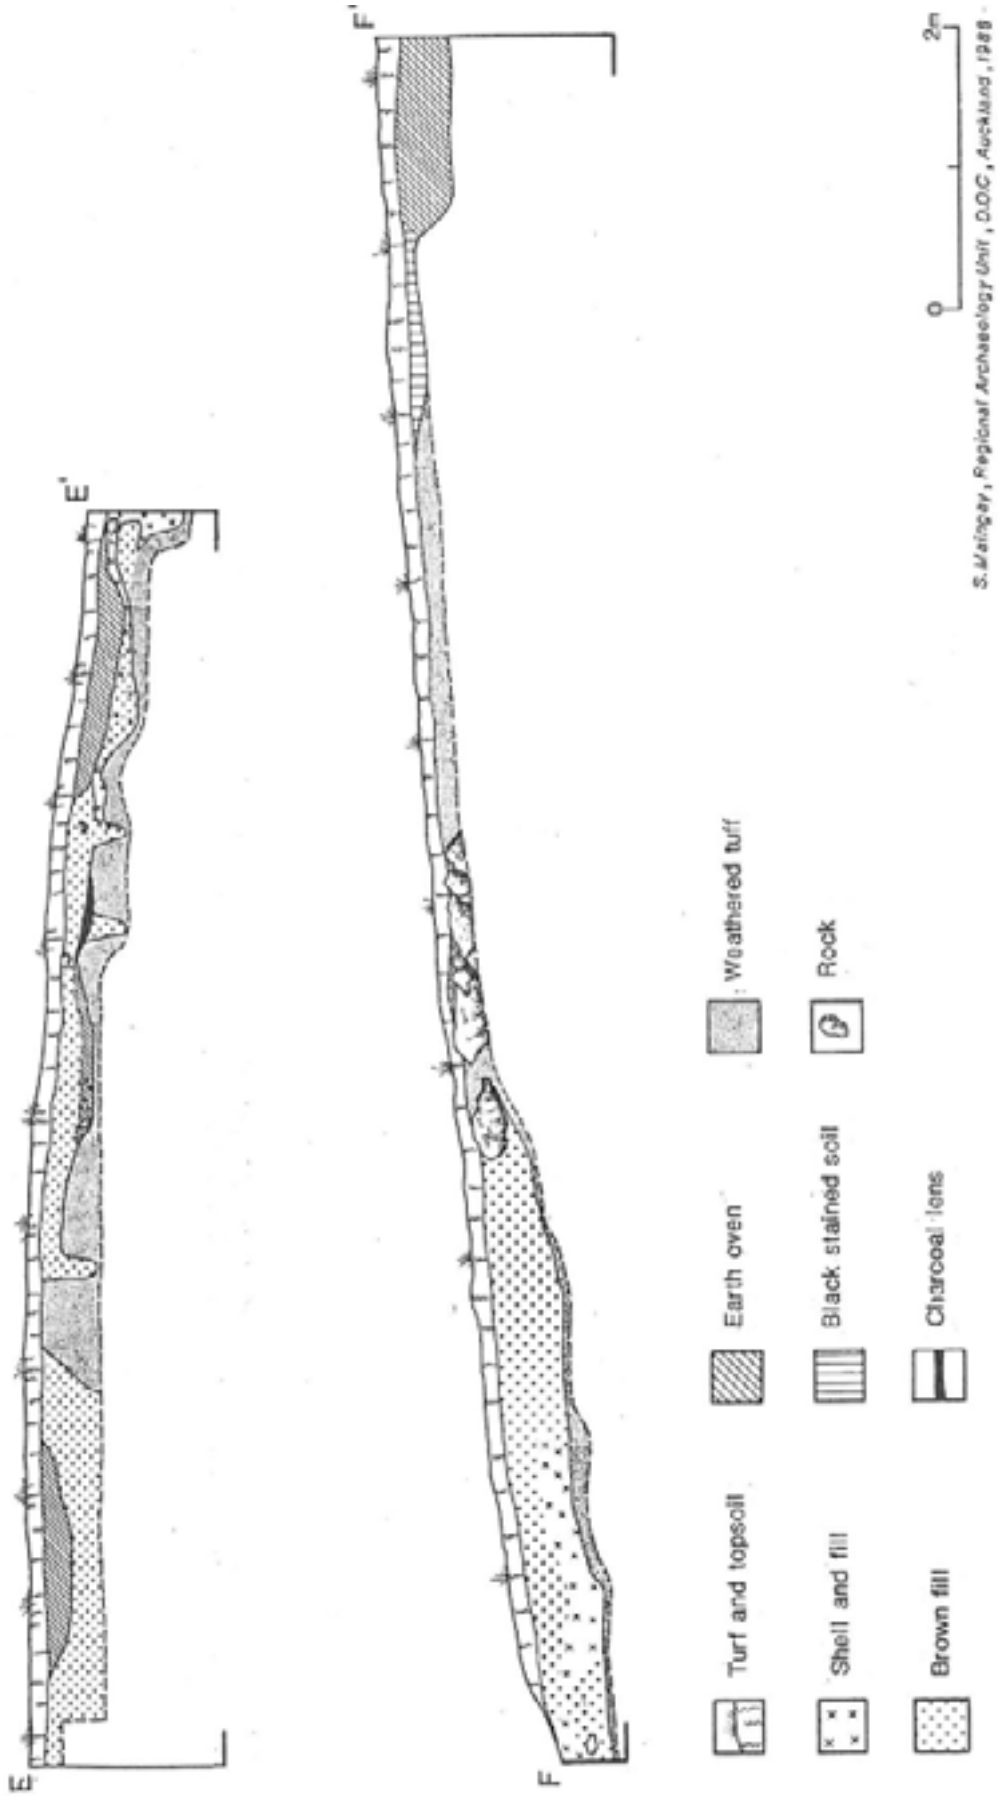 E
E'
F
F'
Turf and topsoil
Earth oven
Weathered tuff
Shell and fill
Black stained soil
Rock
Brown fill
Charcoal lens
0 2m
S. Maingay, Regional Archaeology Unit, D.O.C, Auckland, 1988